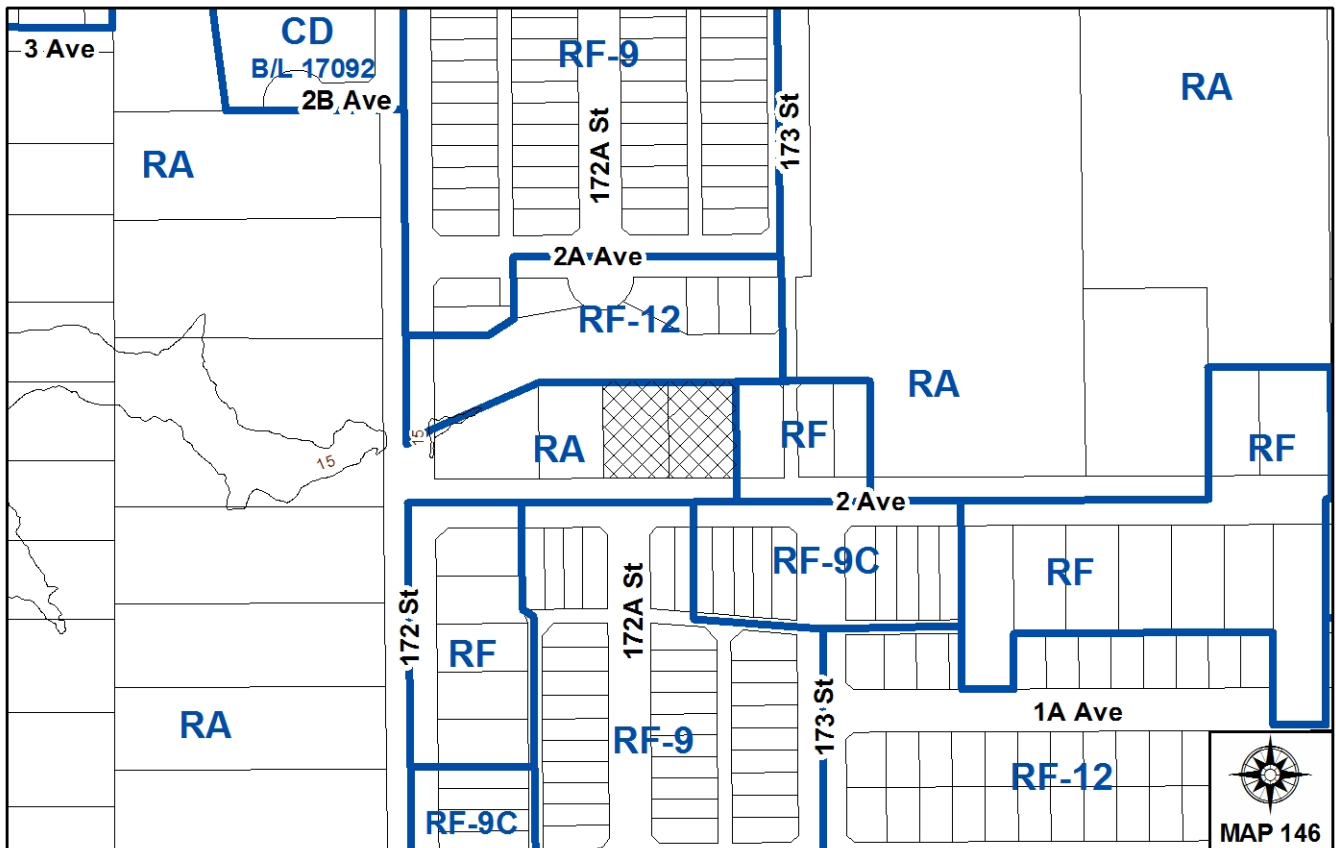 3 Ave
CD
B/L 17092
2B Ave
RF-9
172A St
173 St
RA
RA
2A Ave
RF-12
RA
15
RA
RF
RF
15
2 Ave
RF-9C
RF
172A St
172 St
RF
173 St
1A Ave
RA
RF-9
RF-12
RF-9C
MAP 146